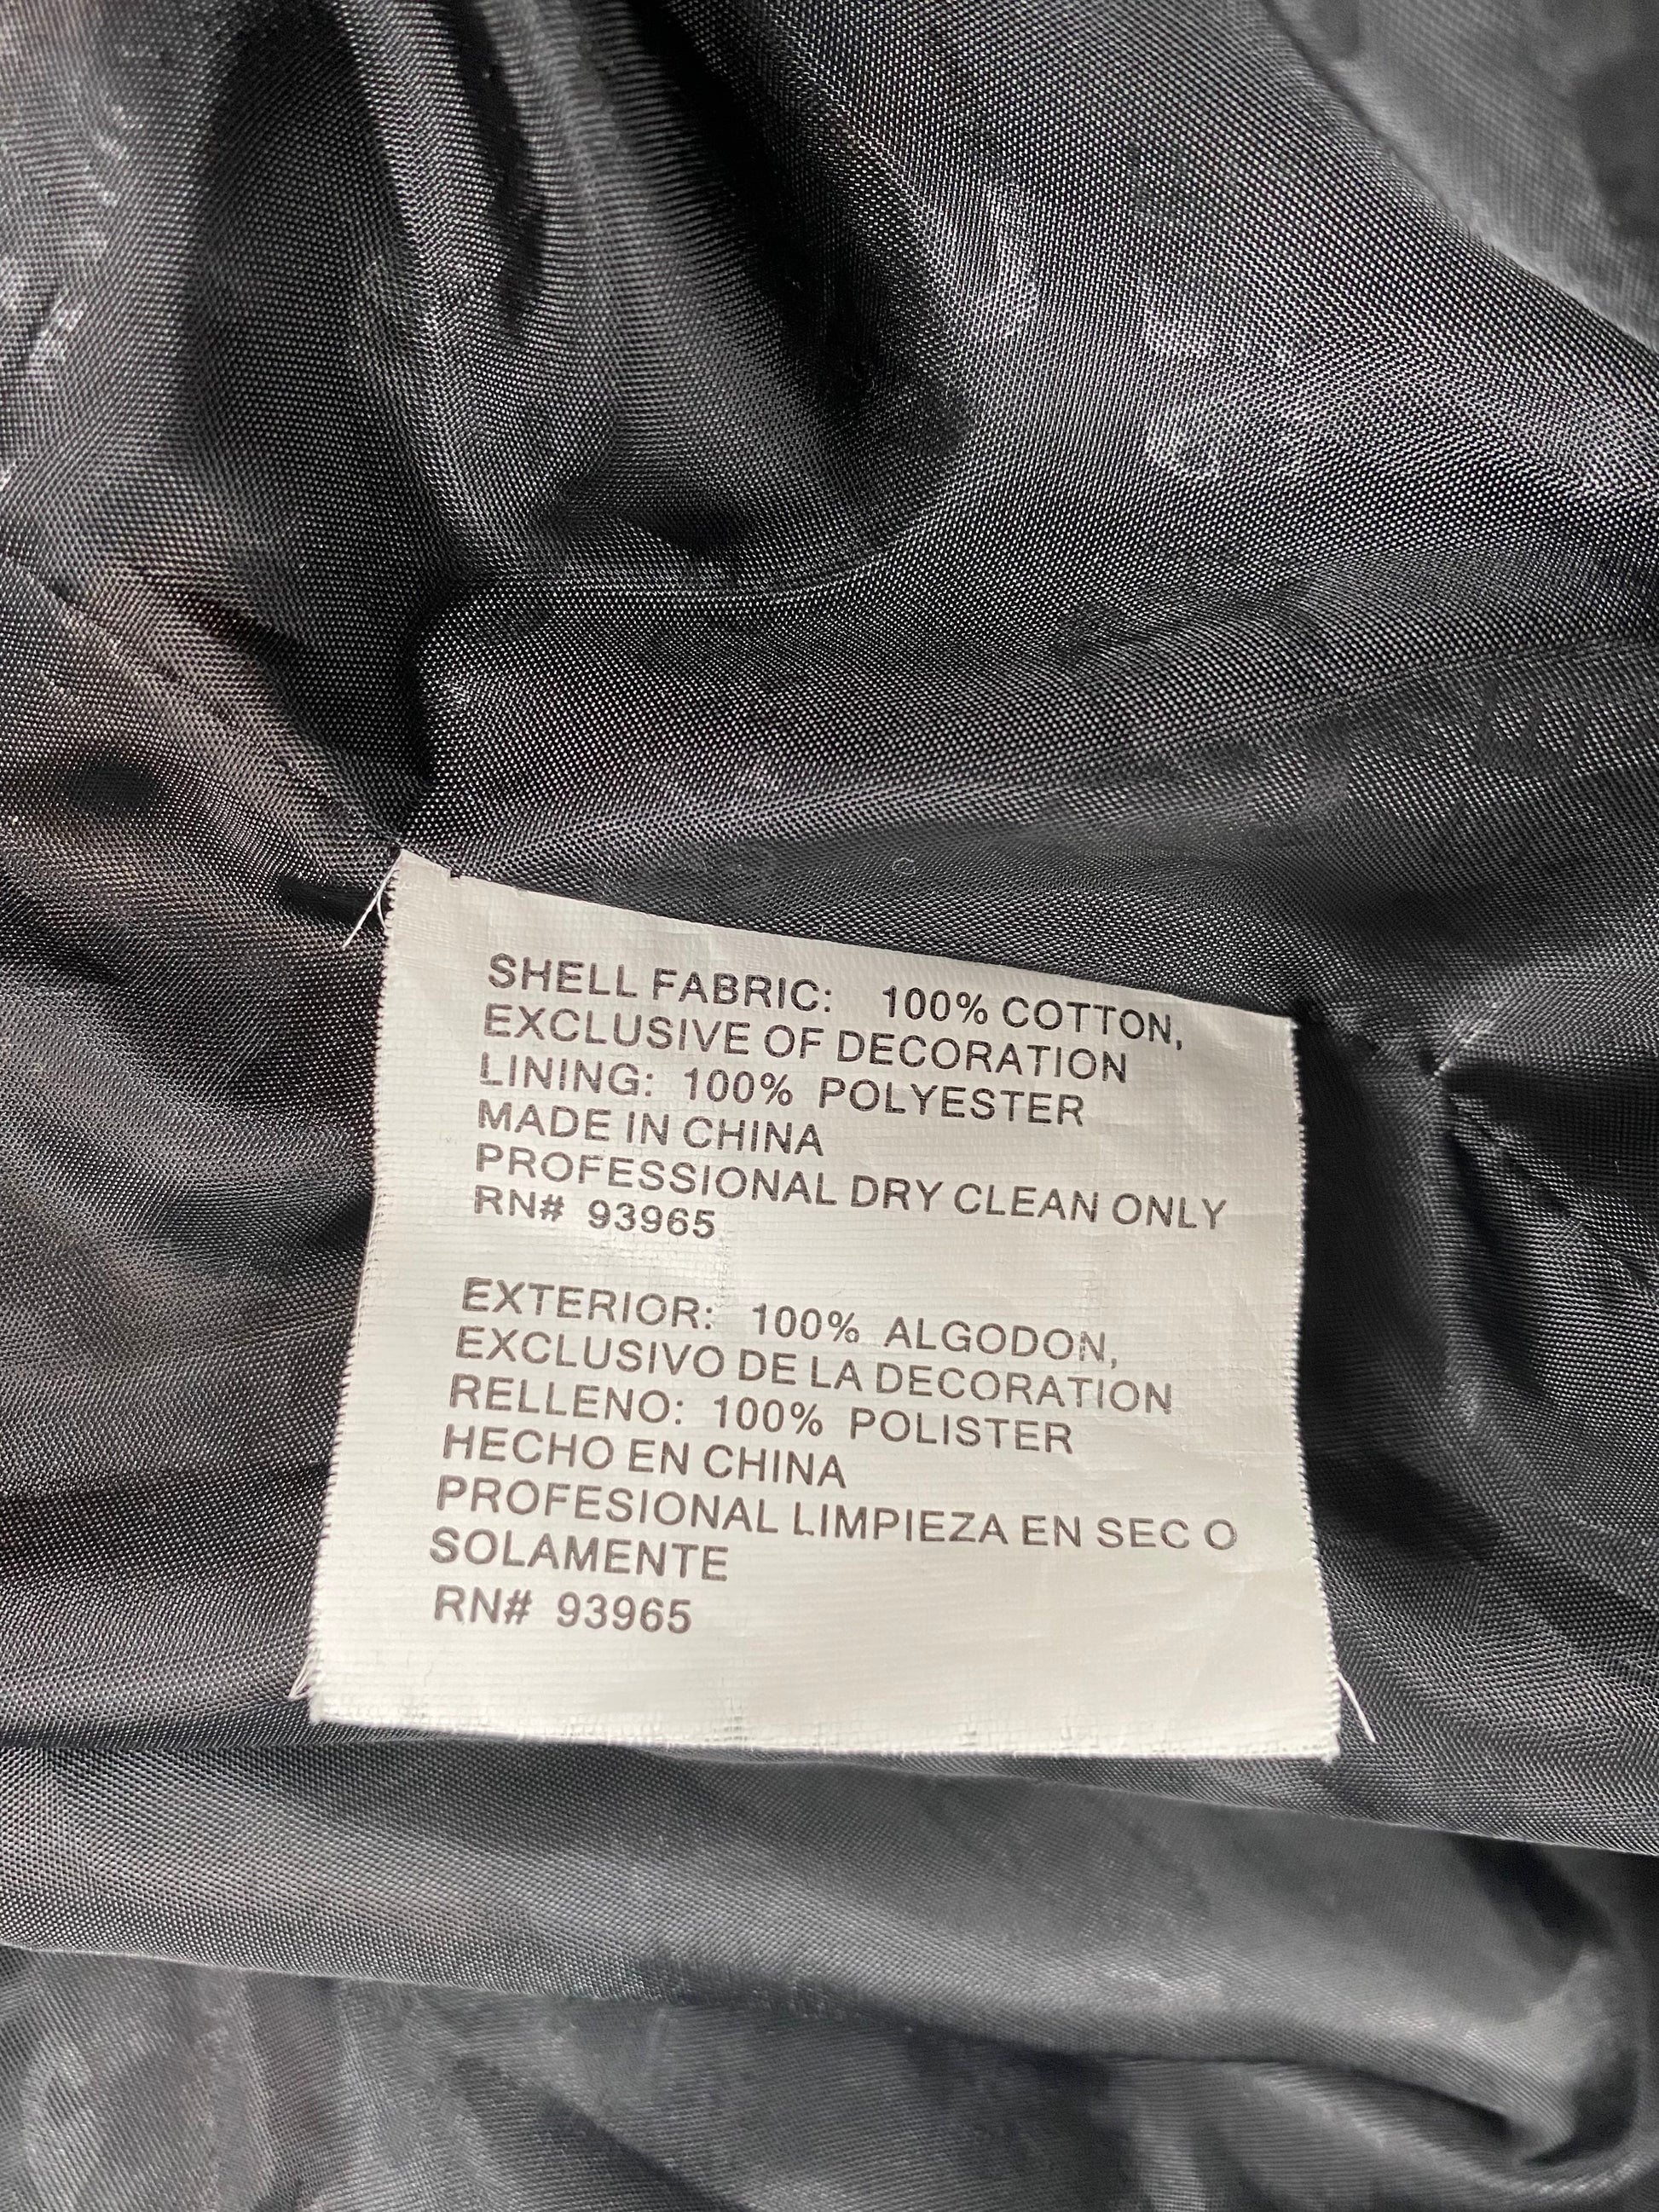 SHELL FABRIC: 100% COTTON,
EXCLUSIVE OF DECORATION
LINING: 100% POLYESTER
MADE IN CHINA
PROFESSIONAL DRY CLEAN ONLY
RN# 93965
EXTERIOR: 100% ALGODON,
EXCLUSIVO DE LA DECORATION
RELLENO: 100% POLISTER
HECHO EN CHINA
PROFESIONAL LIMPIEZA EN SEC O
SOLAMENTE
RN# 93965